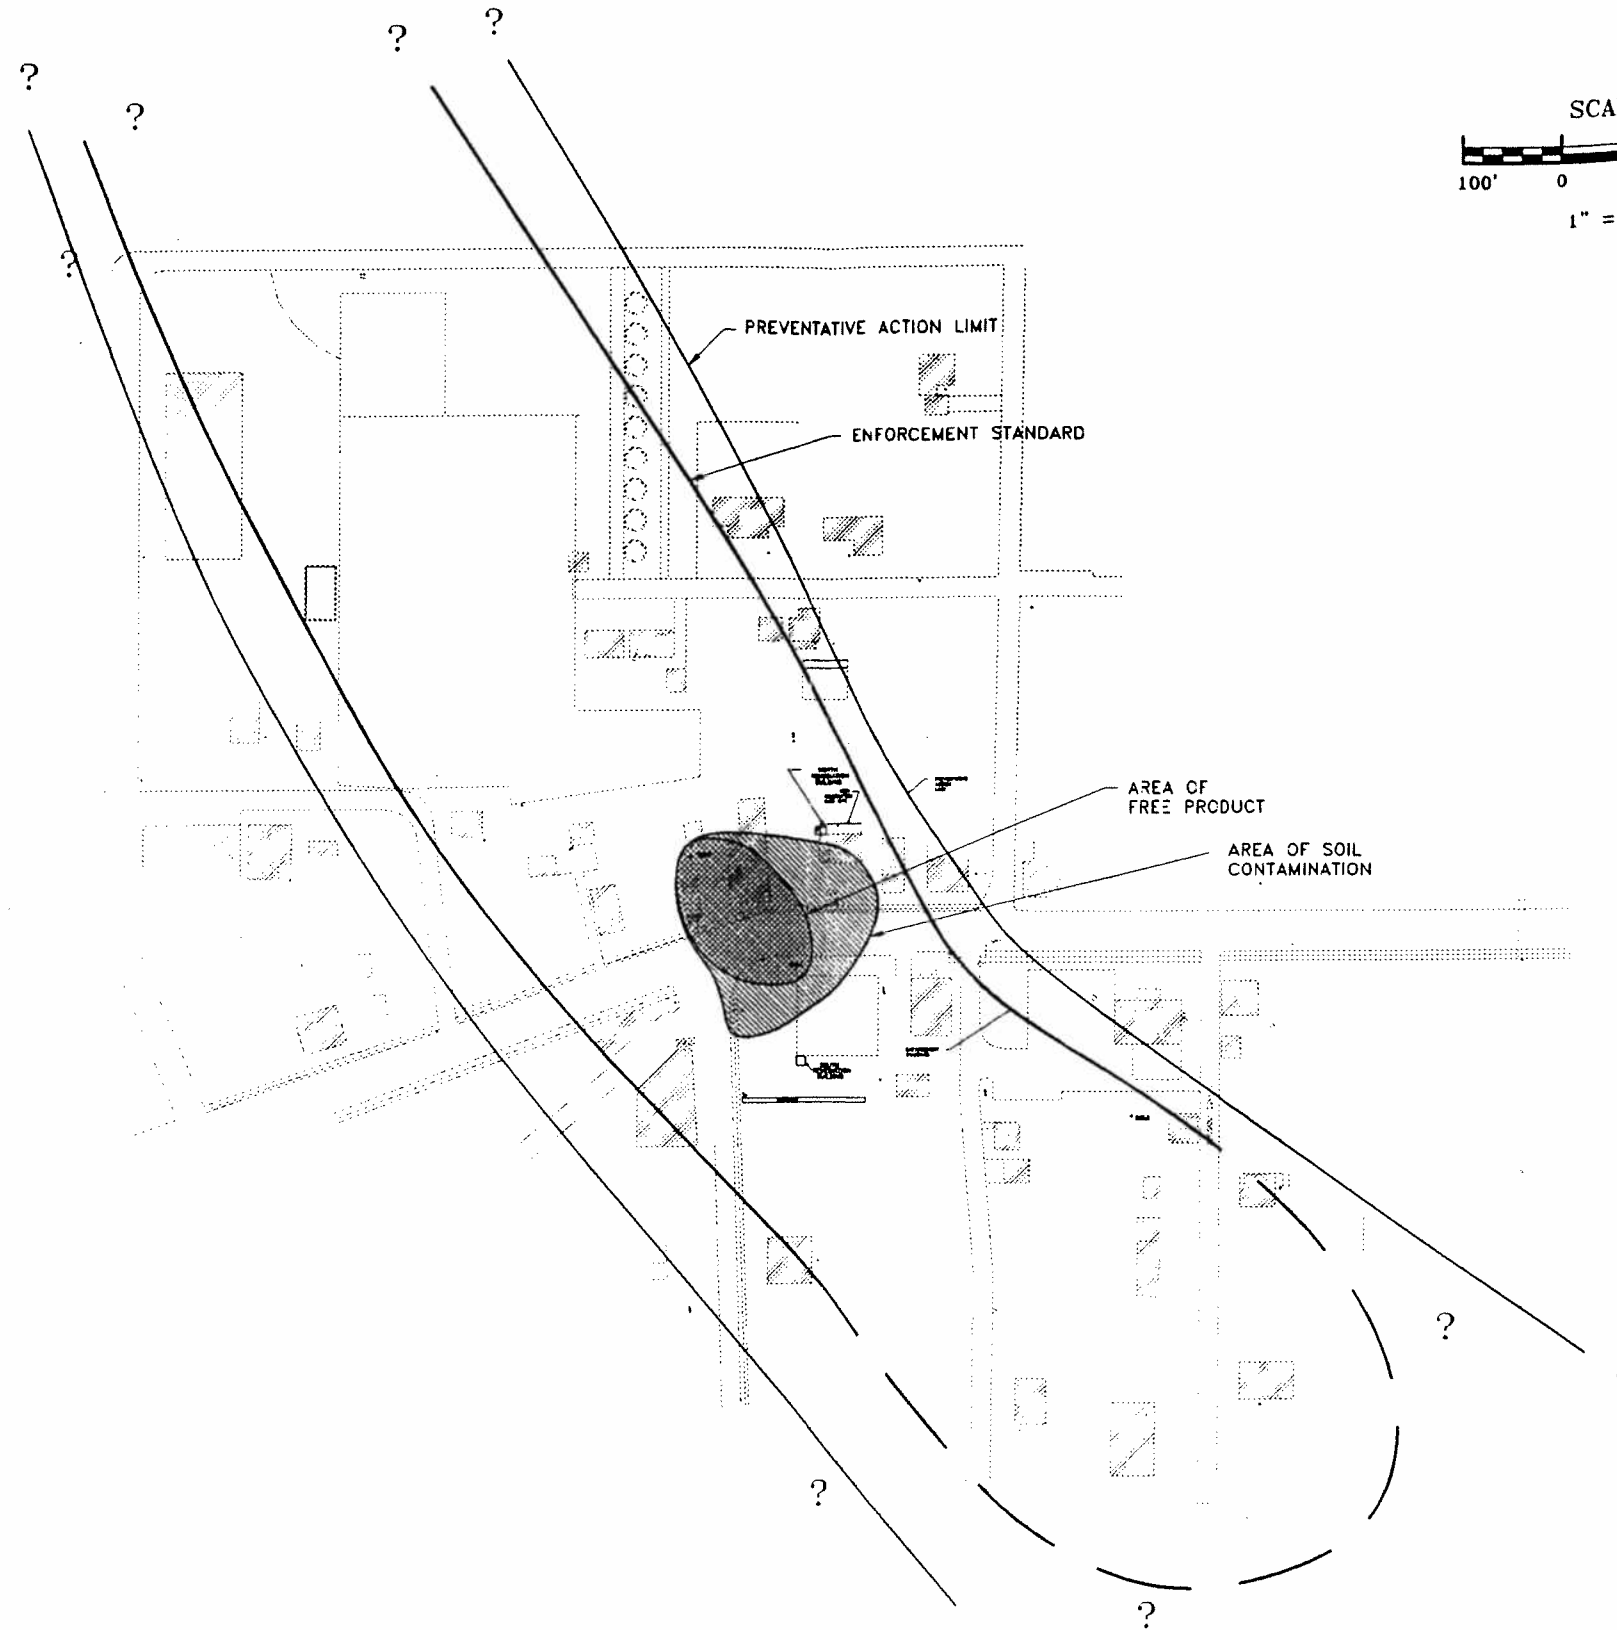 ?
?
?
?
SCA
100' 0
1" =
?
PREVENTATIVE ACTION LIMIT
ENFORCEMENT STANDARD
AREA OF
FREE PRODUCT
AREA OF SOIL
CONTAMINATION
?
?
?